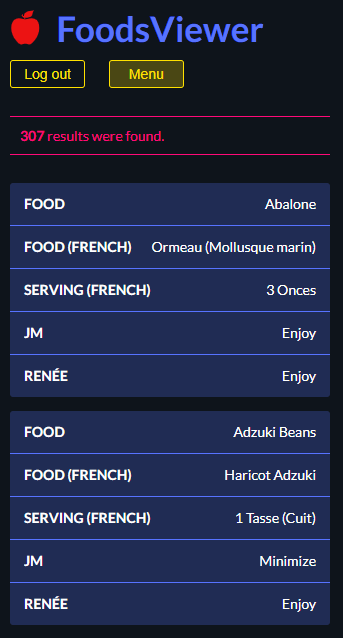 FoodsViewer
Log out Menu
307 results were found.
FOOD Abalone
FOOD (FRENCH) Ormeau (Mollusque marin)
SERVING (FRENCH) 3 Onces
JM Enjoy
RENÉE Enjoy
FOOD Adzuki Beans
FOOD (FRENCH) Haricot Adzuki
SERVING (FRENCH) 1 Tasse (Cuit)
JM Minimize
RENÉE Enjoy